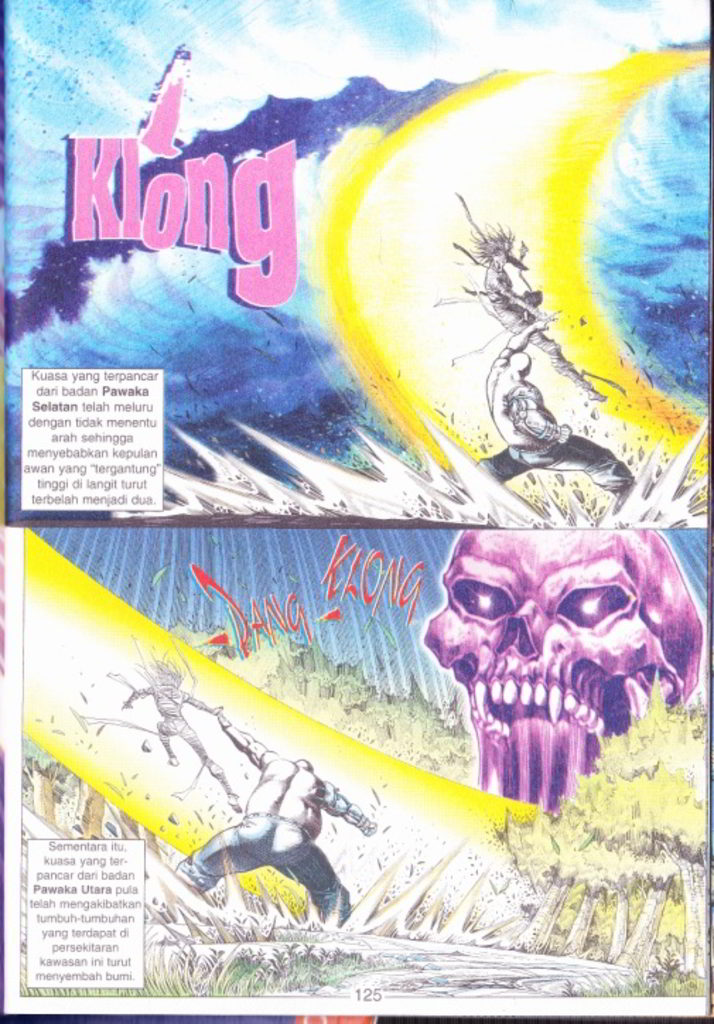 Klong
Kuasa yang terpancar
dari badan Pawaka
Selatan telah meluru
dengan tidak menentu
arah sehingga
menyebabkan kepulan
awan yang "tergantung"
tinggi di langit turut
terbelah menjadi dua.
DANG KLONG
Sementara itu,
kuasa yang ter-
pancar dari badan
Pawaka Utara pula
telah mengakibatkan
tumbuh-tumbuhan
yang terdapat di
persekitaran
kawasan ini turut
menyembah bumi.
125